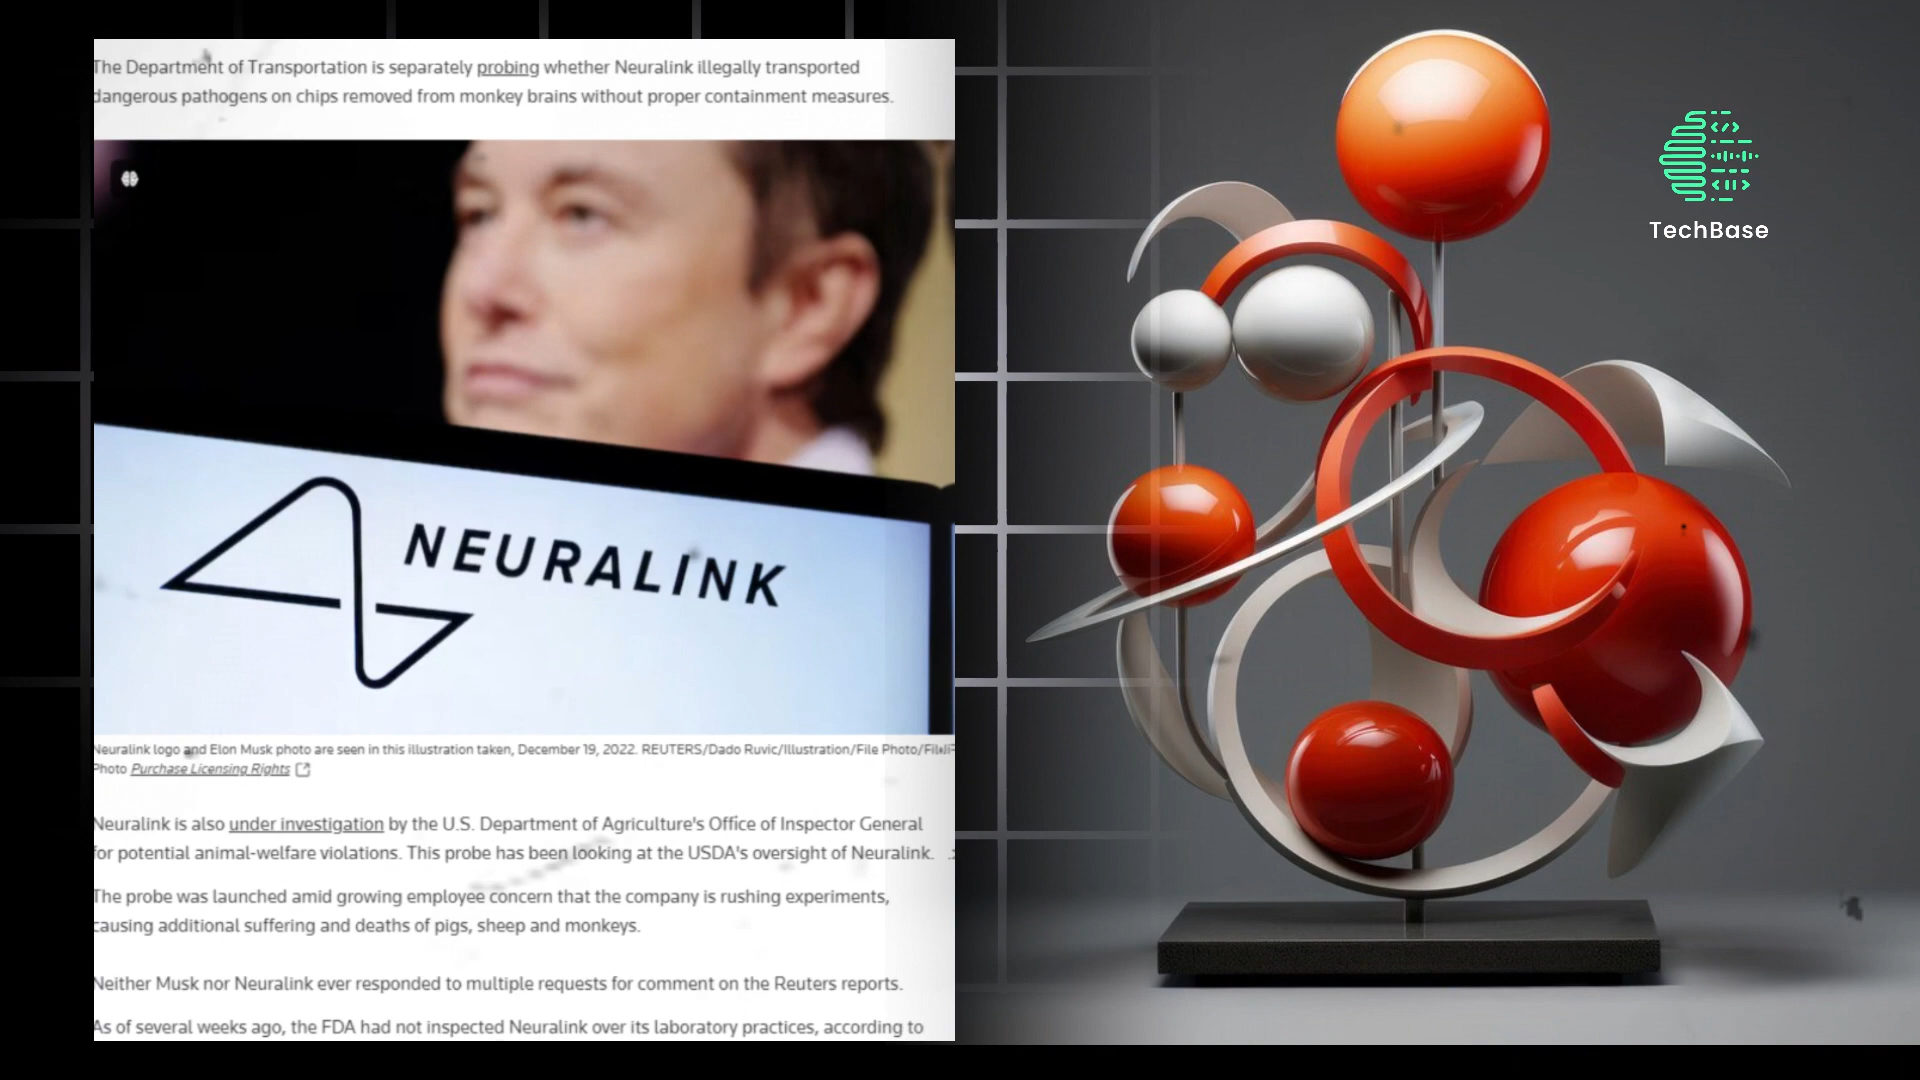 The Department of Transportation is separately probing whether Neuralink illegally transported
dangerous pathogens on chips removed from monkey brains without proper containment measures.
TechBase
NEURALINK
Neuralink logo and Elon Musk photo are seen in this illustration taken, December 19, 2022. REUTERS/Dado Ruvic/Illustration/File Photo/File
Photo Purchase Licensing Rights
Neuralink is also under investigation by the U.S. Department of Agriculture's Office of Inspector General
for potential animal-welfare violations. This probe has been looking at the USDA's oversight of Neuralink.
The probe was launched amid growing employee concern that the company is rushing experiments,
causing additional suffering and deaths of pigs, sheep and monkeys.
Neither Musk nor Neuralink ever responded to multiple requests for comment on the Reuters reports.
As of several weeks ago, the FDA had not inspected Neuralink over its laboratory practices, according to